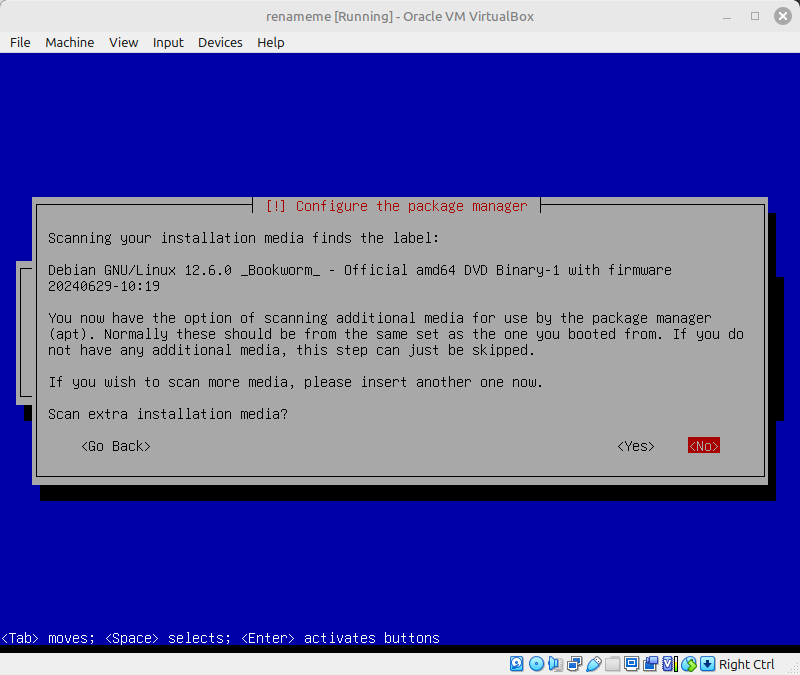 renameme [Running] - Oracle VM VirtualBox
File Machine View Input Devices Help
[!] Configure the package manager
Scanning your installation media finds the label:
Debian GNU/Linux 12.6.0 _Bookworm_ - Official amd64 DVD Binary-1 with firmware
20240629-10:19
You now have the option of scanning additional media for use by the package manager
(apt). Normally these should be from the same set as the one you booted from. If you do
not have any additional media, this step can just be skipped.
If you wish to scan more media, please insert another one now.
Scan extra installation media?
<Go Back> <Yes> <No>
<Tab> moves; <Space> selects; <Enter> activates buttons
Right Ctrl